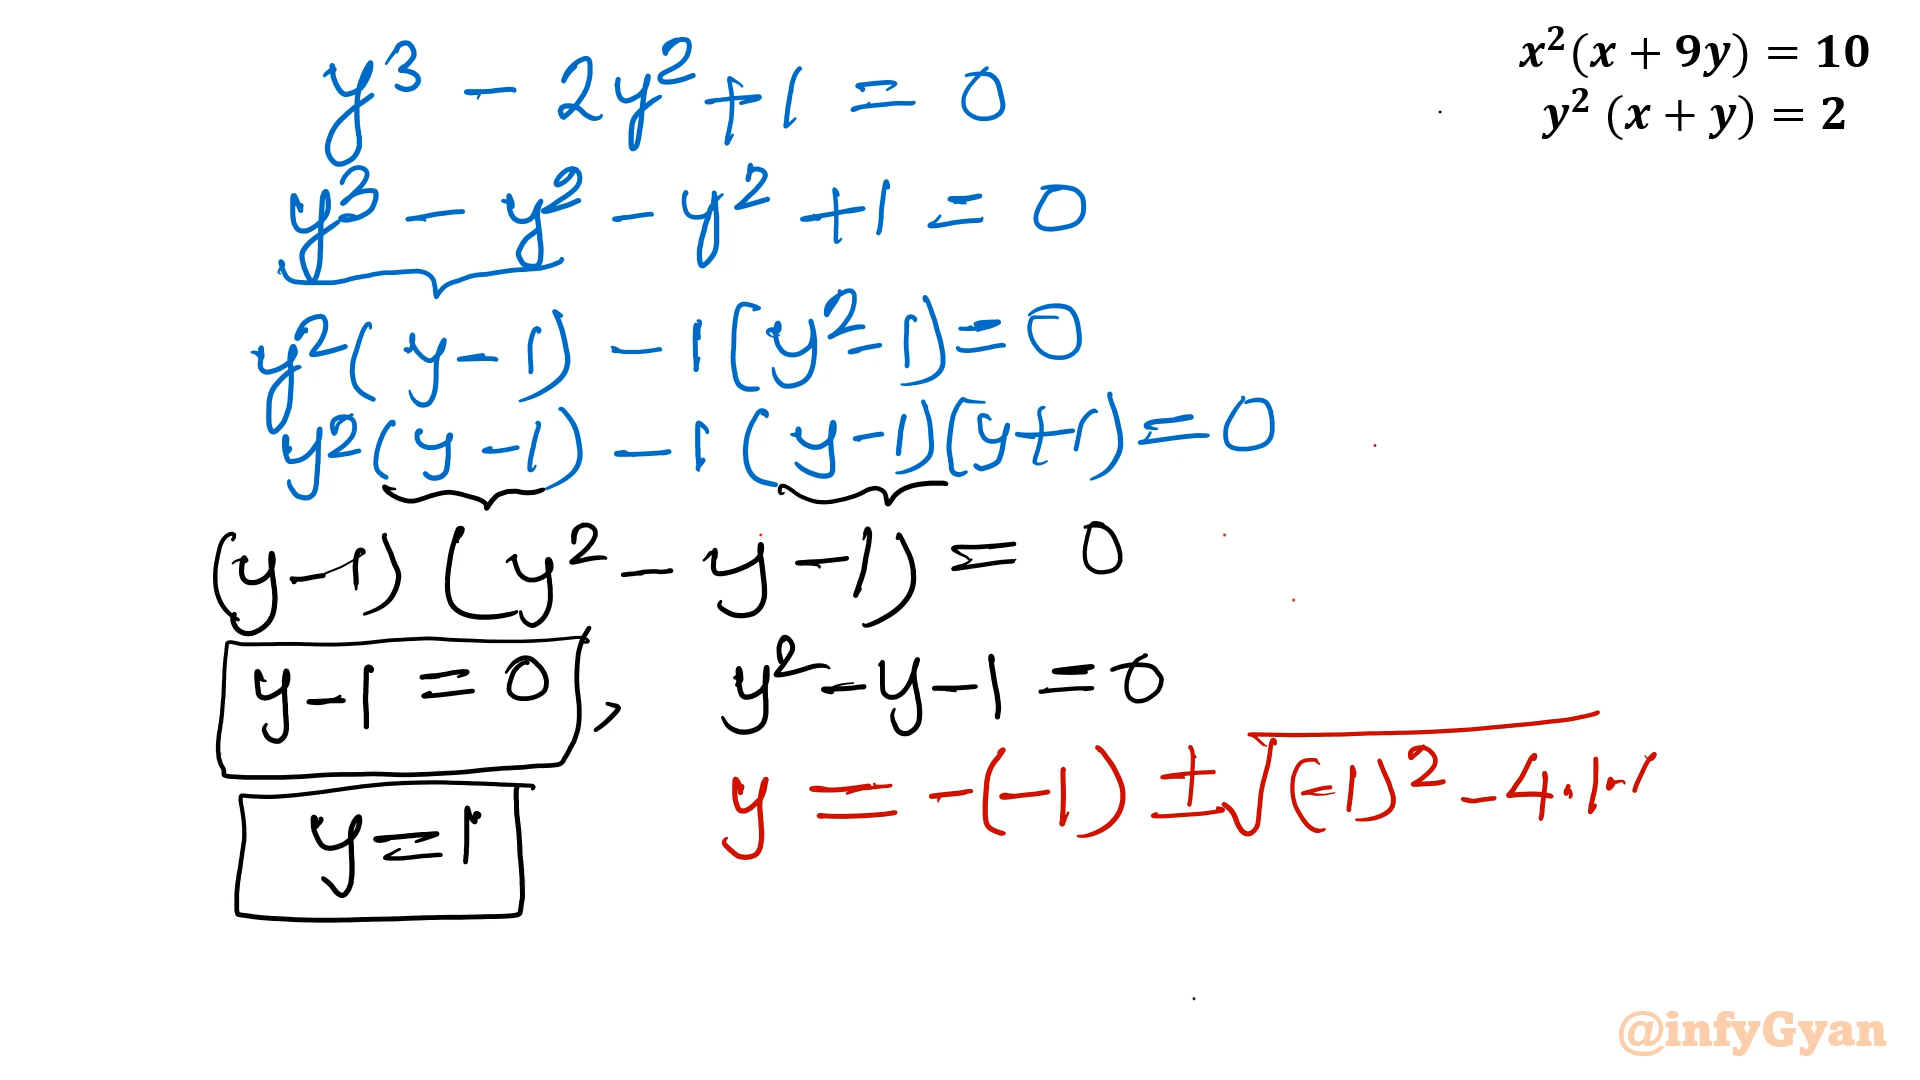 x²(x + 9y) = 10
y² (x + y) = 2
y³ - 2y² + 1 = 0
y³ - y² - y² + 1 = 0
y²(y - 1) - 1(y² - 1) = 0
y²(y - 1) - 1(y - 1)(y + 1) = 0
(y - 1)(y² - y - 1) = 0
y - 1 = 0 , y² - y - 1 = 0
y = -(-1) ± √(-1)² - 4.1.-1
y = 1
@infyGyan